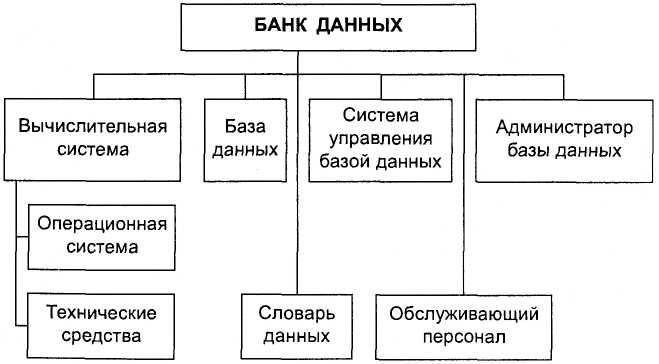 БАНК ДАННЫХ
Вычислительная
система
База
данных
Система
управления
базой данных
Администратор
базы данных
Операционная
система
Технические
средства
Словарь
данных
Обслуживающий
персонал